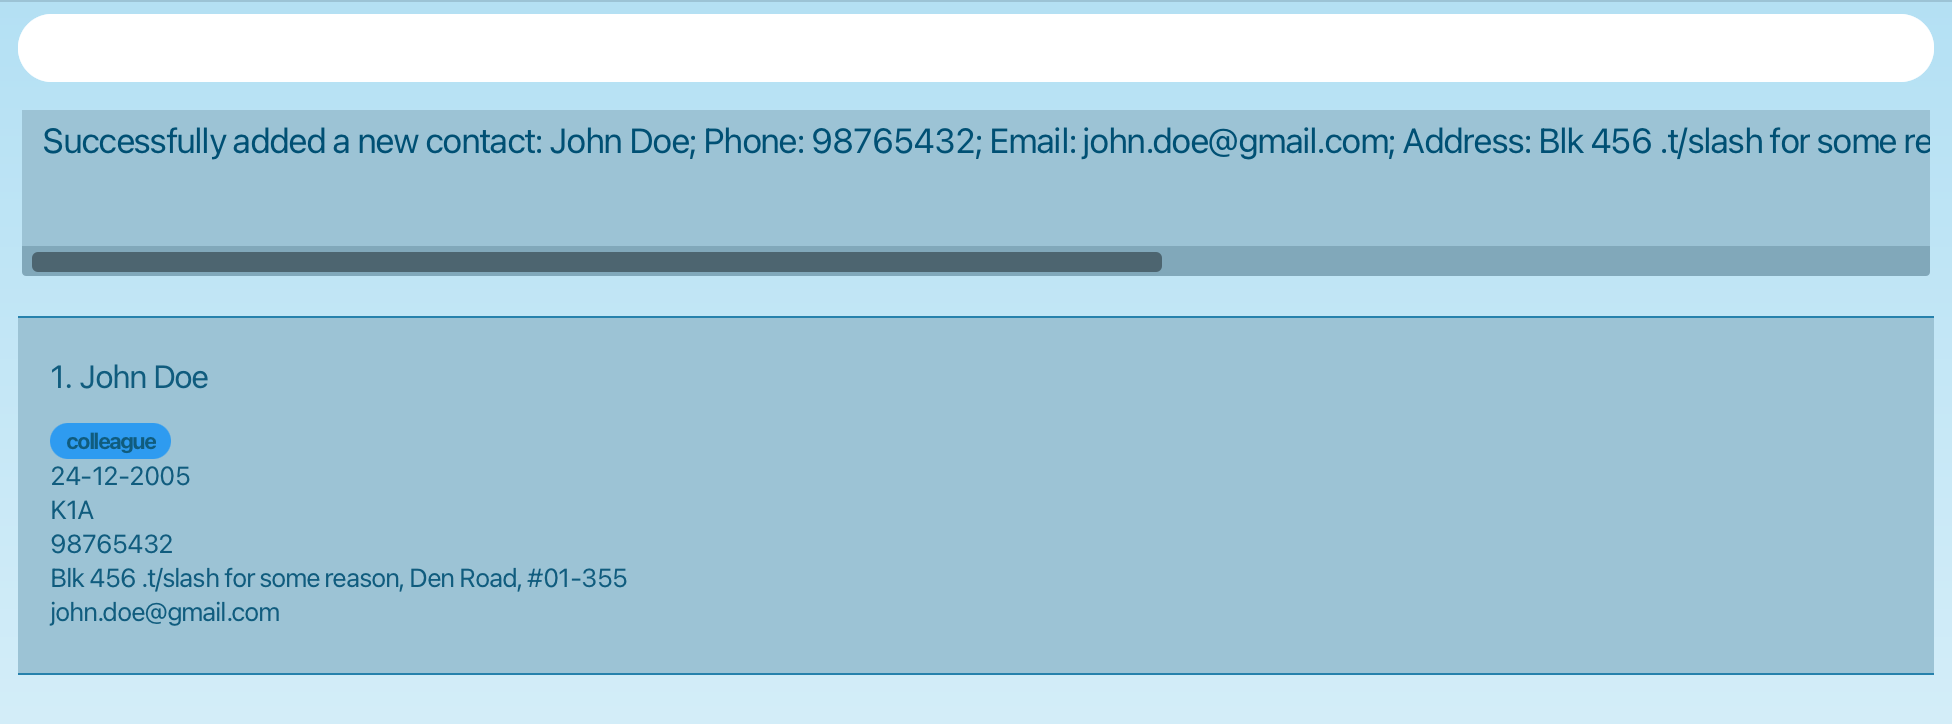 Successfully added a new contact: John Doe; Phone: 98765432; Email: john.doe@gmail.com; Address: Blk 456 .t/slash for some re
1. John Doe
colleague
24-12-2005
K1A
98765432
Blk 456 .t/slash for some reason, Den Road, #01-355
john.doe@gmail.com